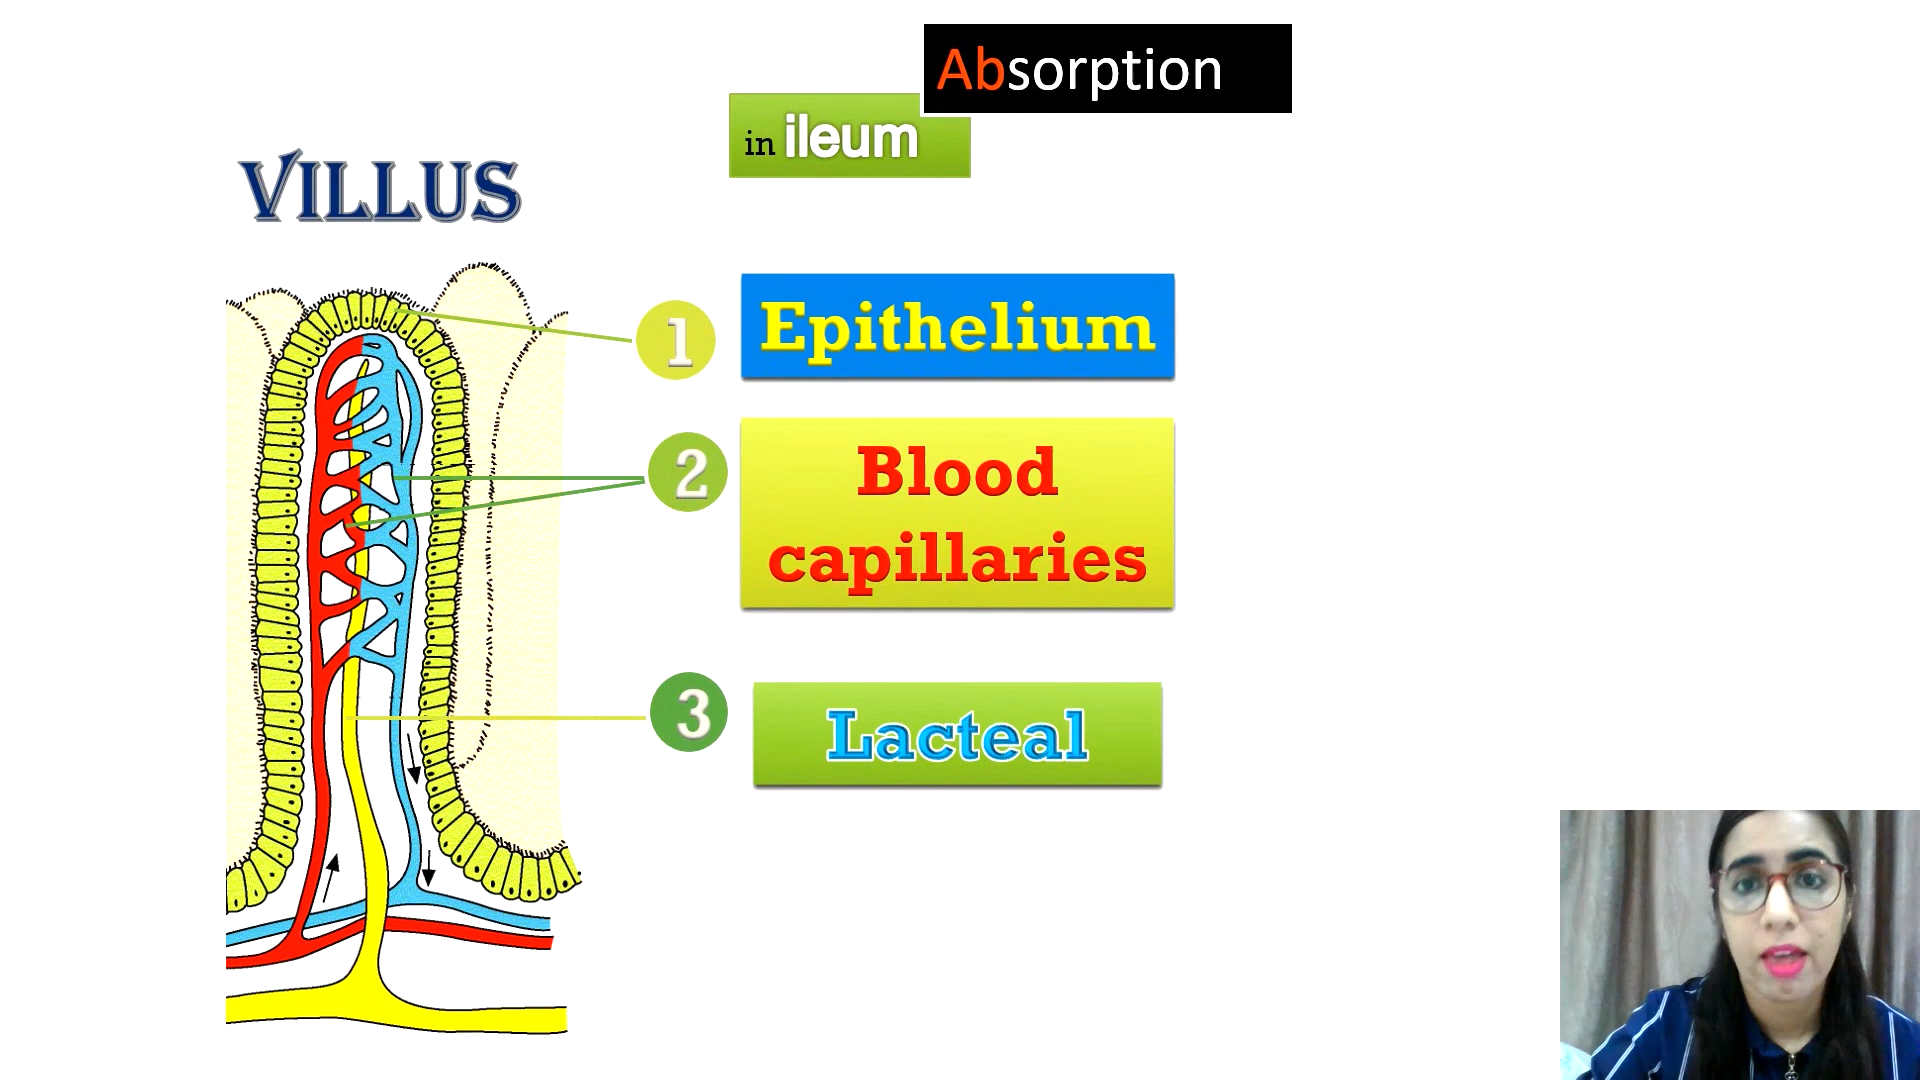 Absorption
in ileum
VILLUS
1
Epithelium
2
Blood
capillaries
3
Lacteal